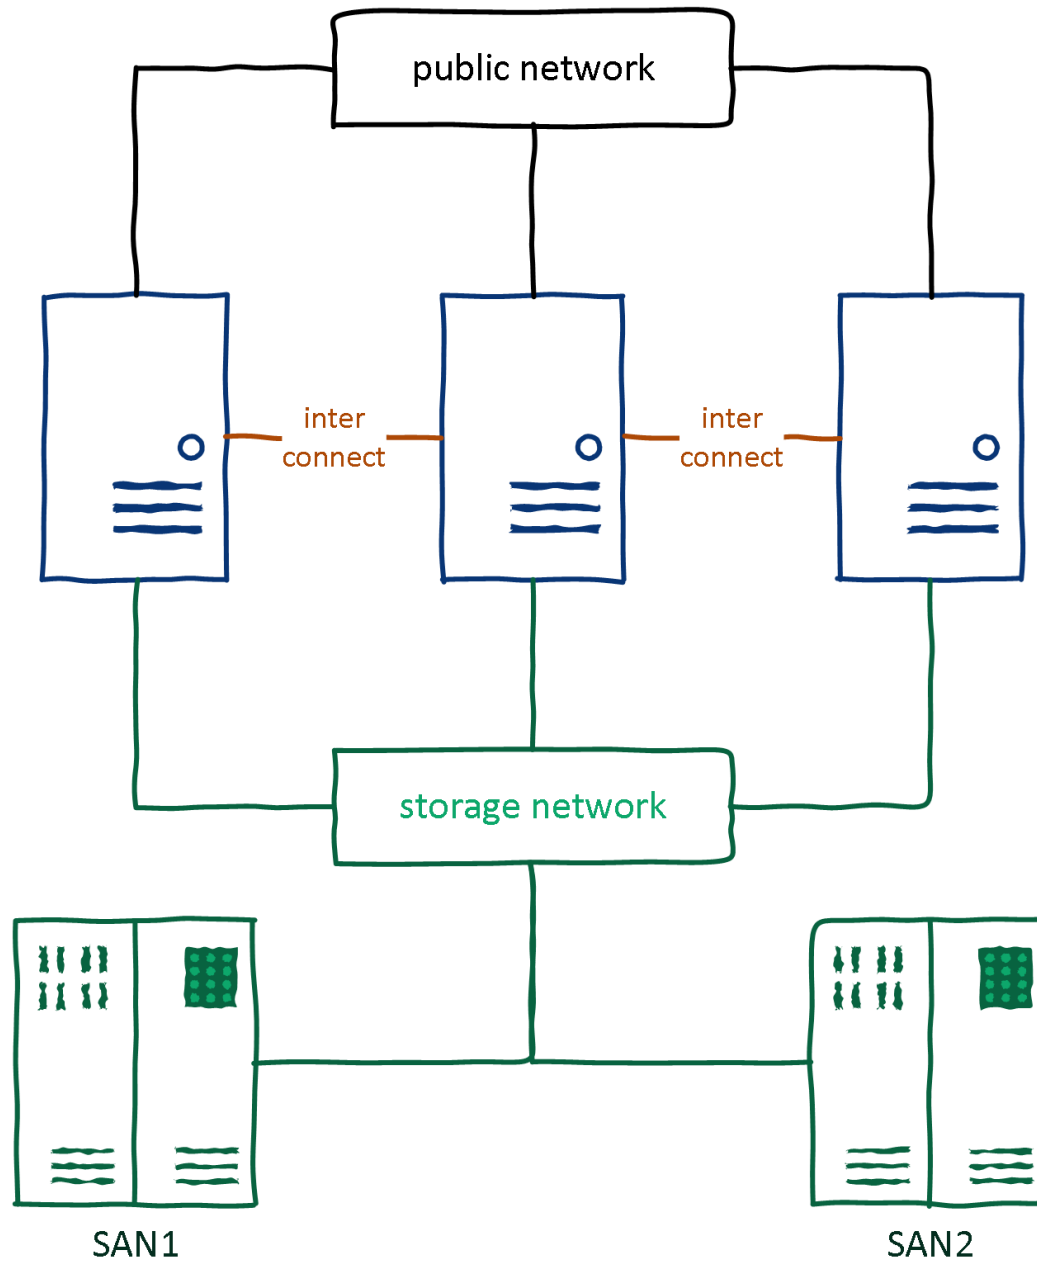 public network
inter
connect
inter
connect
storage network
SAN1
SAN2